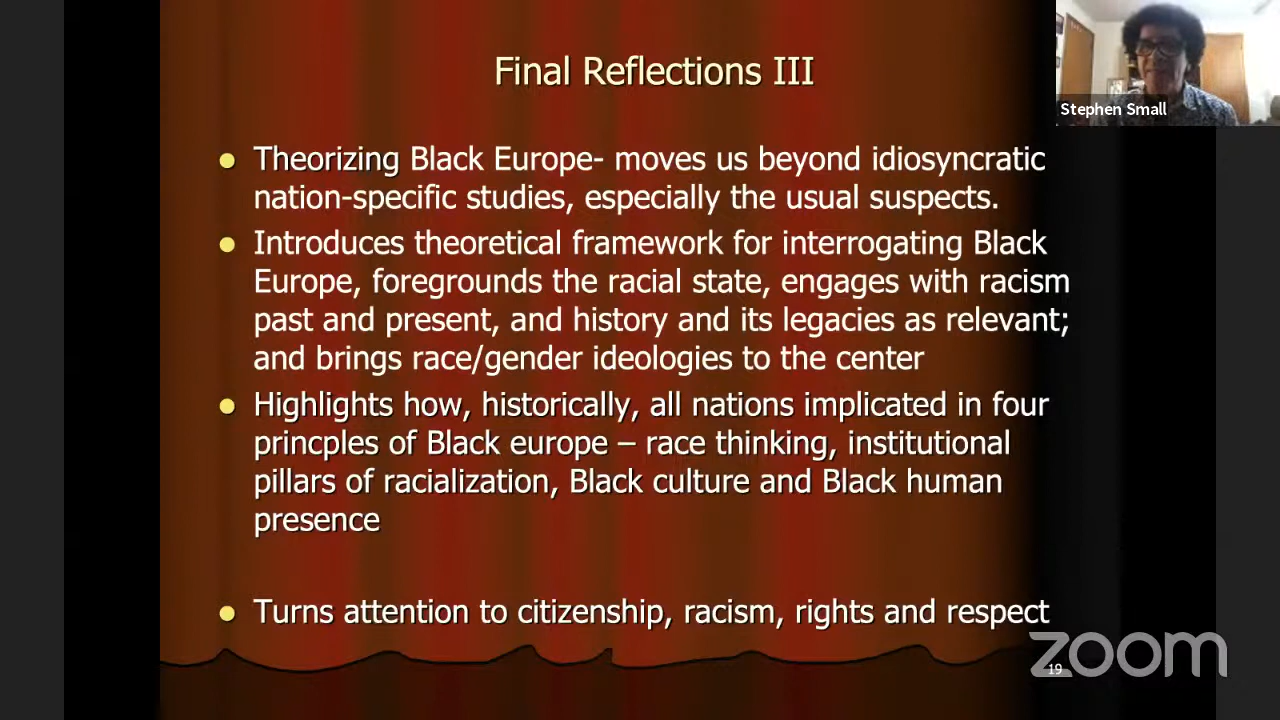 Final Reflections III
Stephen Small
Theorizing Black Europe- moves us beyond idiosyncratic
nation-specific studies, especially the usual suspects.
Introduces theoretical framework for interrogating Black
Europe, foregrounds the racial state, engages with racism
past and present, and history and its legacies as relevant;
and brings race/gender ideologies to the center
Highlights how, historically, all nations implicated in four
princples of Black europe – race thinking, institutional
pillars of racialization, Black culture and Black human
presence
Turns attention to citizenship, racism, rights and respect
zoom
19